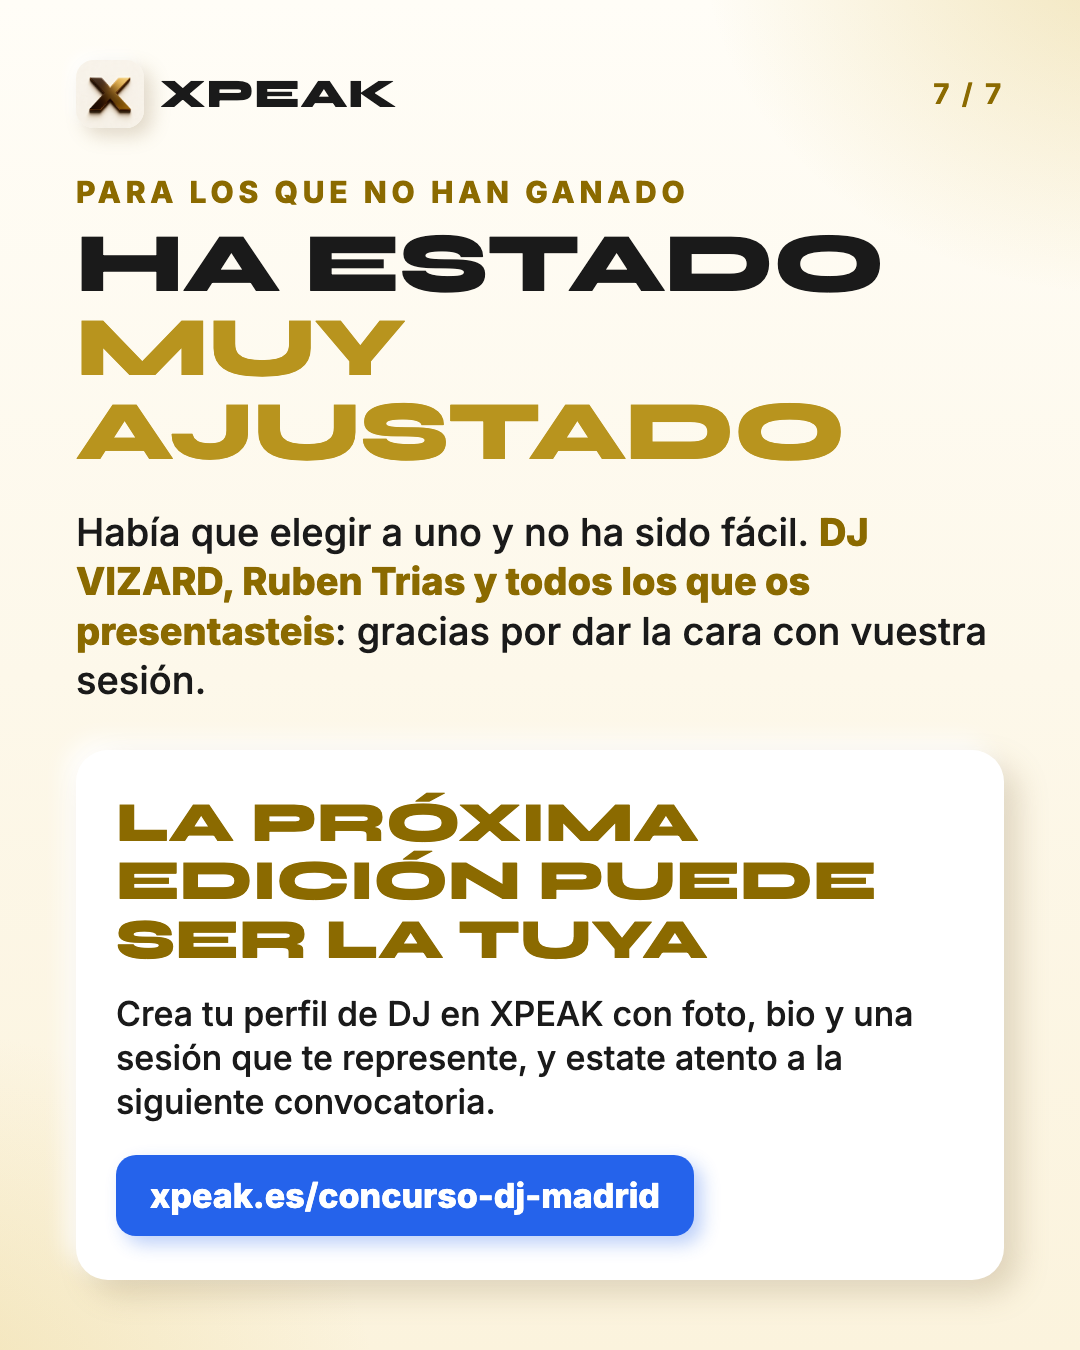 XPEAK
7 / 7
PARA LOS QUE NO HAN GANADO
HA ESTADO
MUY
AJUSTADO
Había que elegir a uno y no ha sido fácil. DJ
VIZARD, Ruben Trias y todos los que os
presentasteis: gracias por dar la cara con vuestra
sesión.
LA PRÓXIMA
EDICIÓN PUEDE
SER LA TUYA
Crea tu perfil de DJ en XPEAK con foto, bio y una
sesión que te represente, y estate atento a la
siguiente convocatoria.
xpeak.es/concurso-dj-madrid